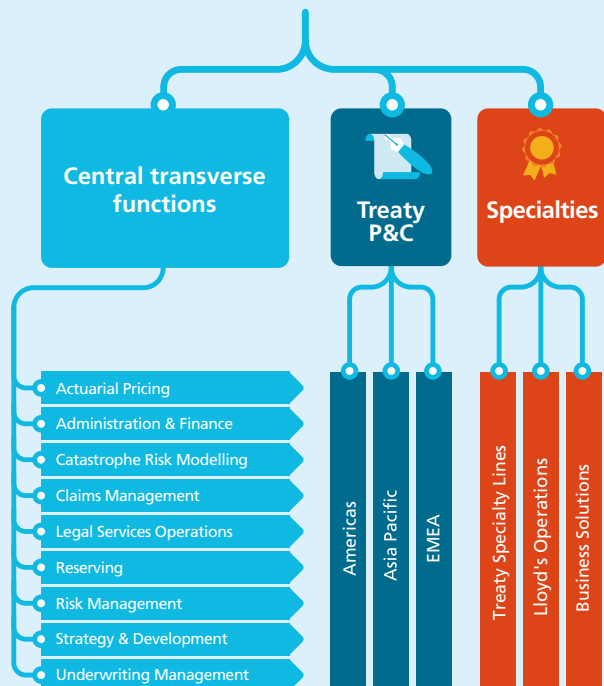 Central transverse
functions
Treaty
P&C
Specialties
Actuarial Pricing
Administration & Finance
Catastrophe Risk Modelling
Claims Management
Legal Services Operations
Reserving
Risk Management
Strategy & Development
Underwriting Management
Americas
Asia Pacific
EMEA
Treaty Specialty Lines
Lloyd's Operations
Business Solutions